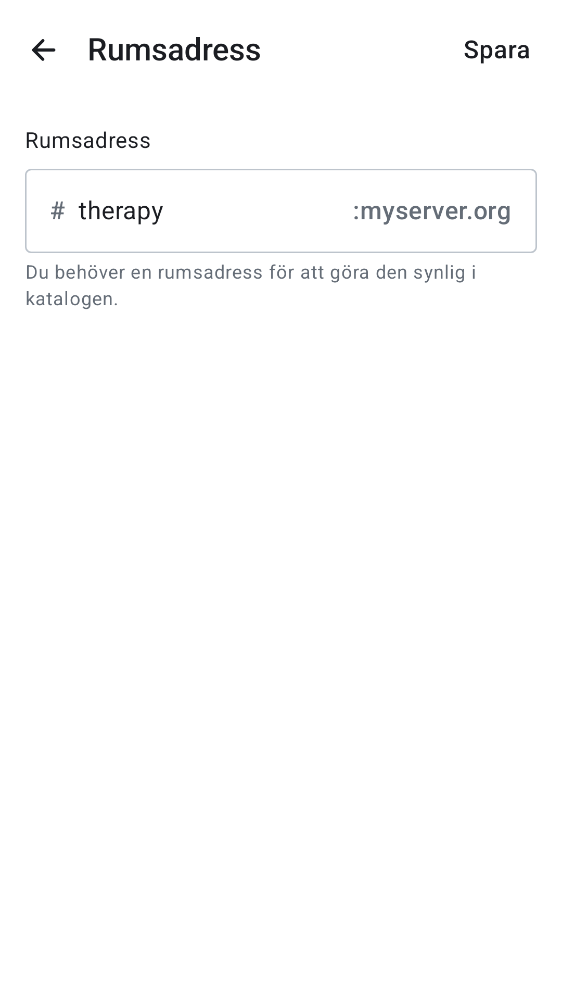 Rumsadress Spara
Rumsadress
# therapy :myserver.org
Du behöver en rumsadress för att göra den synlig i
katalogen.